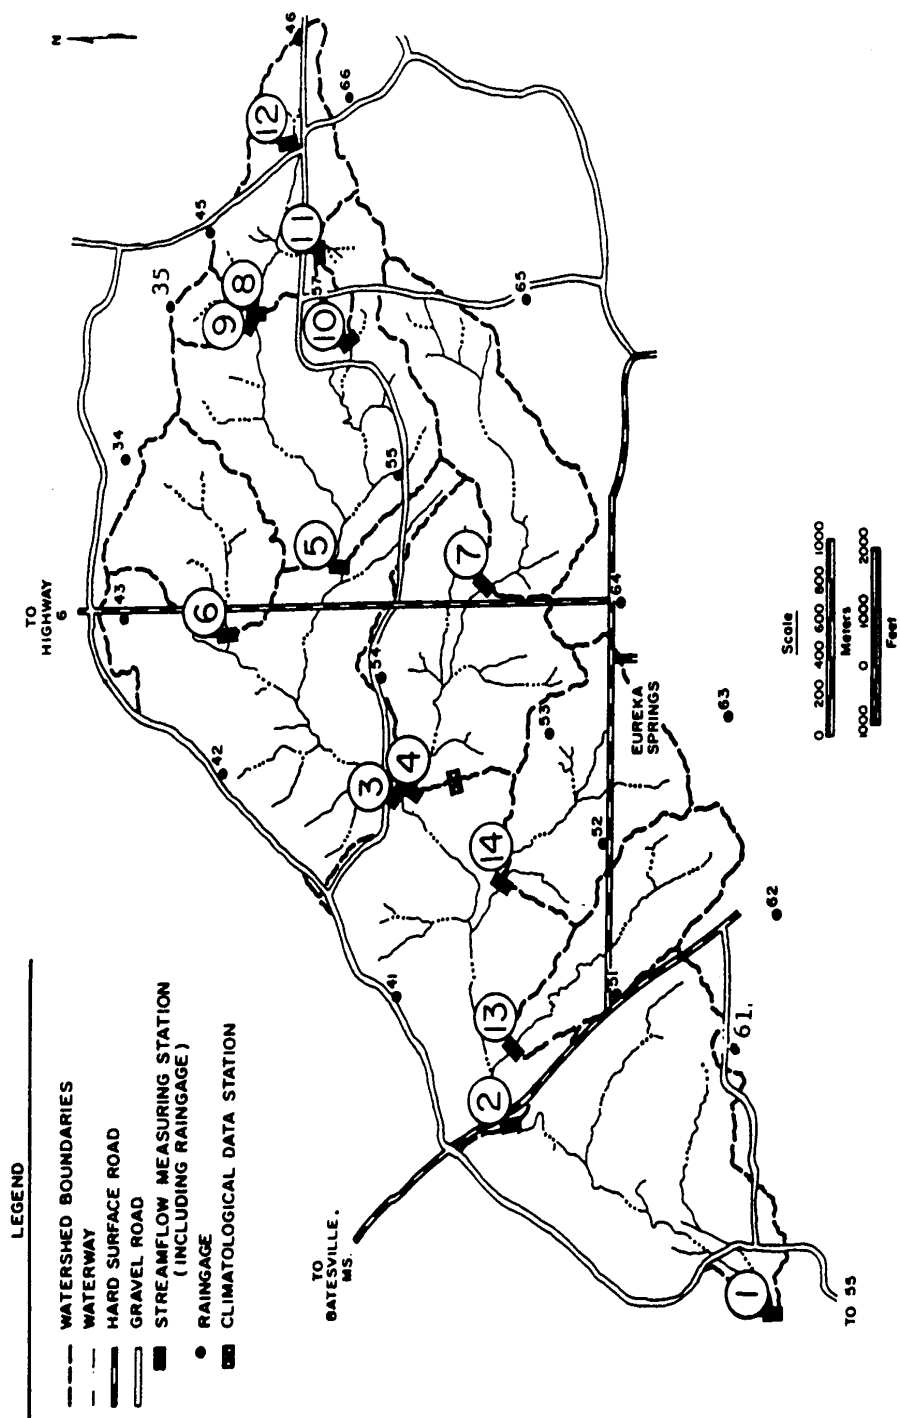 LEGEND
WATERSHED BOUNDARIES
WATERWAY
HARD SURFACE ROAD
GRAVEL ROAD
STREAMFLOW MEASURING STATION
(INCLUDING RAINGAGE)
RAINGAGE
CLIMATOLOGICAL DATA STATION
N
TO
HIGHWAY
6
TO
BATESVILLE.
MS.
TO 55
EUREKA
SPRINGS
1
2
3
4
5
6
7
8
9
10
11
12
13
14
34
35
41
42
43
45
46
51
52
53
54
55
57
61.
62
63
64
65
66
Scale
0 200 400 600 800 1000
Meters
1000 0 1000 2000
Feet